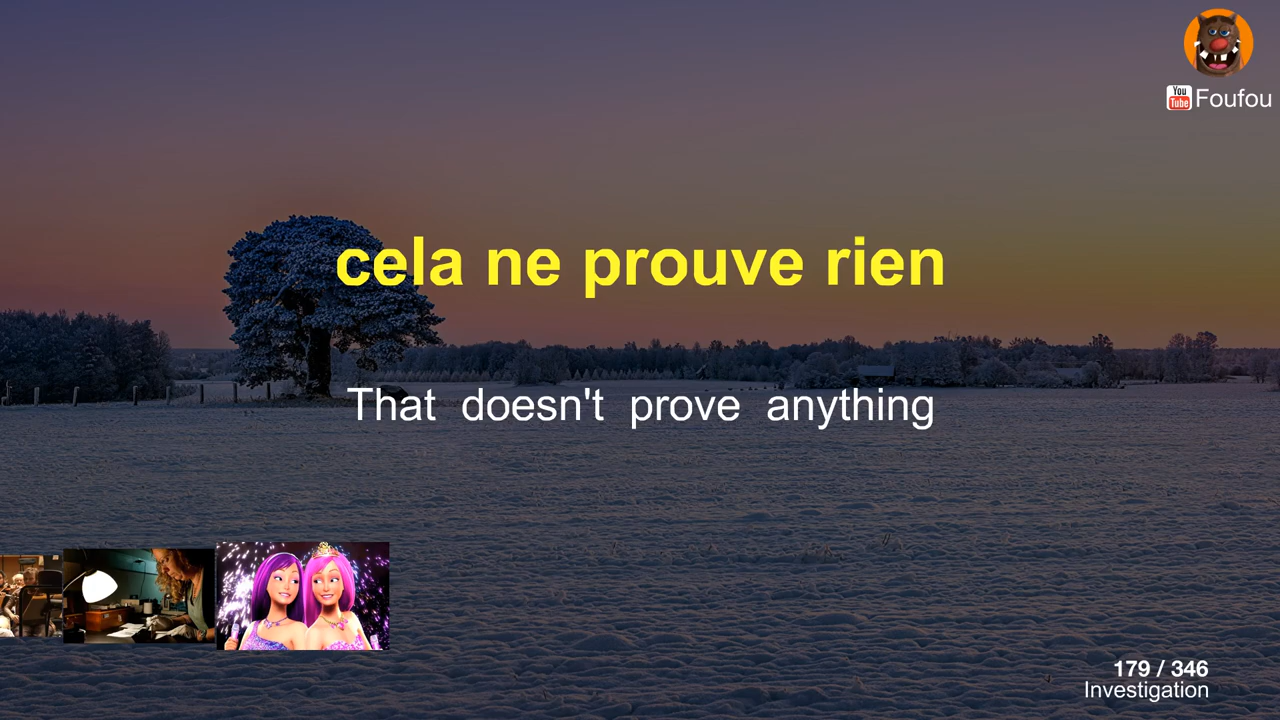 You
Tube
Foufou
cela ne prouve rien
That doesn't prove anything
179 / 346
Investigation